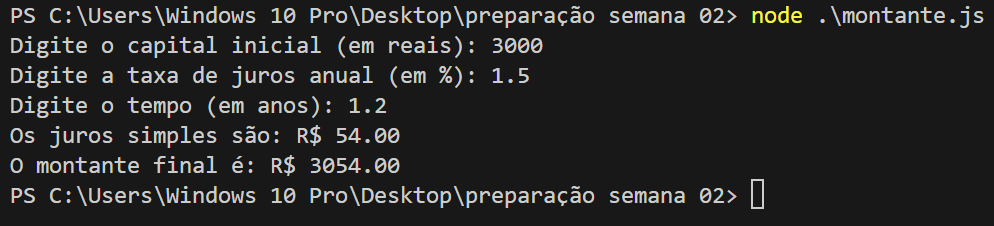 PS C:\Users\Windows 10 Pro\Desktop\preparação semana 02> node .\montante.js
Digite o capital inicial (em reais): 3000
Digite a taxa de juros anual (em %): 1.5
Digite o tempo (em anos): 1.2
Os juros simples são: R$ 54.00
O montante final é: R$ 3054.00
PS C:\Users\Windows 10 Pro\Desktop\preparação semana 02>